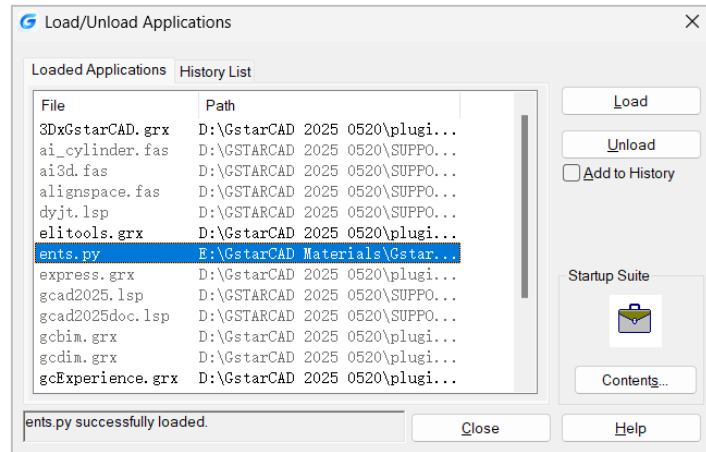 Load/Unload Applications
Loaded Applications History List
File Path
3DxGstarCAD.grx D:\GstarCAD 2025 0520\plugi...
ai_cylinder.fas D:\GSTARCAD 2025 0520\SUPPO...
ai3d.fas D:\GSTARCAD 2025 0520\SUPPO...
alignspace.fas D:\GSTARCAD 2025 0520\SUPPO...
dyjt.lsp D:\GSTARCAD 2025 0520\SUPPO...
elitools.grx D:\GstarCAD 2025 0520\plugi...
ents.py E:\GstarCAD Materials\Gstar...
express.grx D:\GstarCAD 2025 0520\plugi...
gcad2025.lsp D:\GSTARCAD 2025 0520\SUPPO...
gcad2025doc.lsp D:\GSTARCAD 2025 0520\SUPPO...
gcbim.grx D:\GstarCAD 2025 0520\plugi...
gcdim.grx D:\GstarCAD 2025 0520\plugi...
gcExperience.grx D:\GstarCAD 2025 0520\plugi...
Load
Unload
Add to History
Startup Suite
Contents...
ents.py successfully loaded.
Close
Help